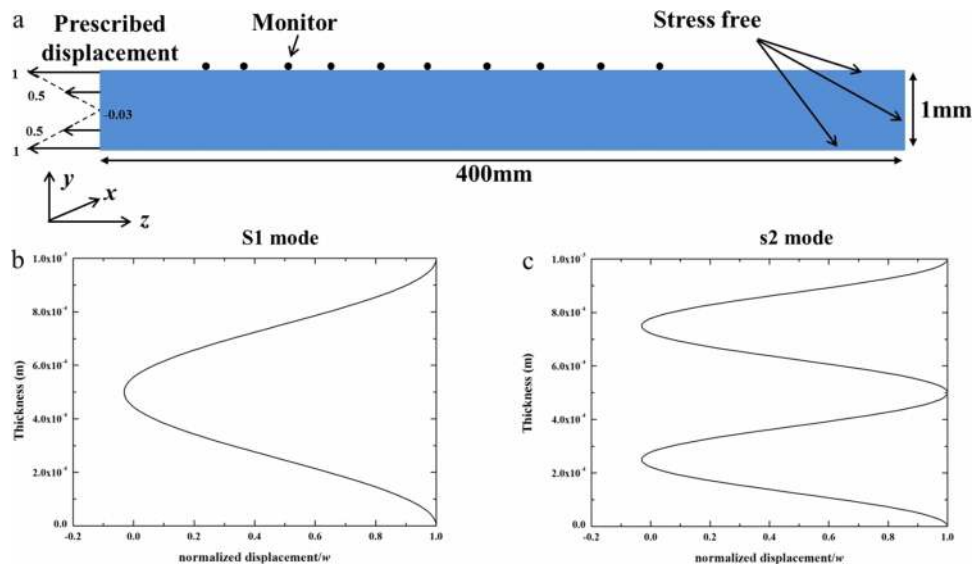 a
Prescribed displacement
Monitor
Stress free
1
0.5
-0.03
0.5
1
1mm
400mm
y
x
z
S1 mode
s2 mode
b
c
1.0x10⁻³
8.0x10⁻⁴
6.0x10⁻⁴
4.0x10⁻⁴
2.0x10⁻⁴
0.0
Thickness (m)
-0.2 0.0 0.2 0.4 0.6 0.8 1.0
normalized displacement/w
1.0x10⁻³
8.0x10⁻⁴
6.0x10⁻⁴
4.0x10⁻⁴
2.0x10⁻⁴
0.0
Thickness (m)
-0.2 0.0 0.2 0.4 0.6 0.8 1.0
normalized displacement/w